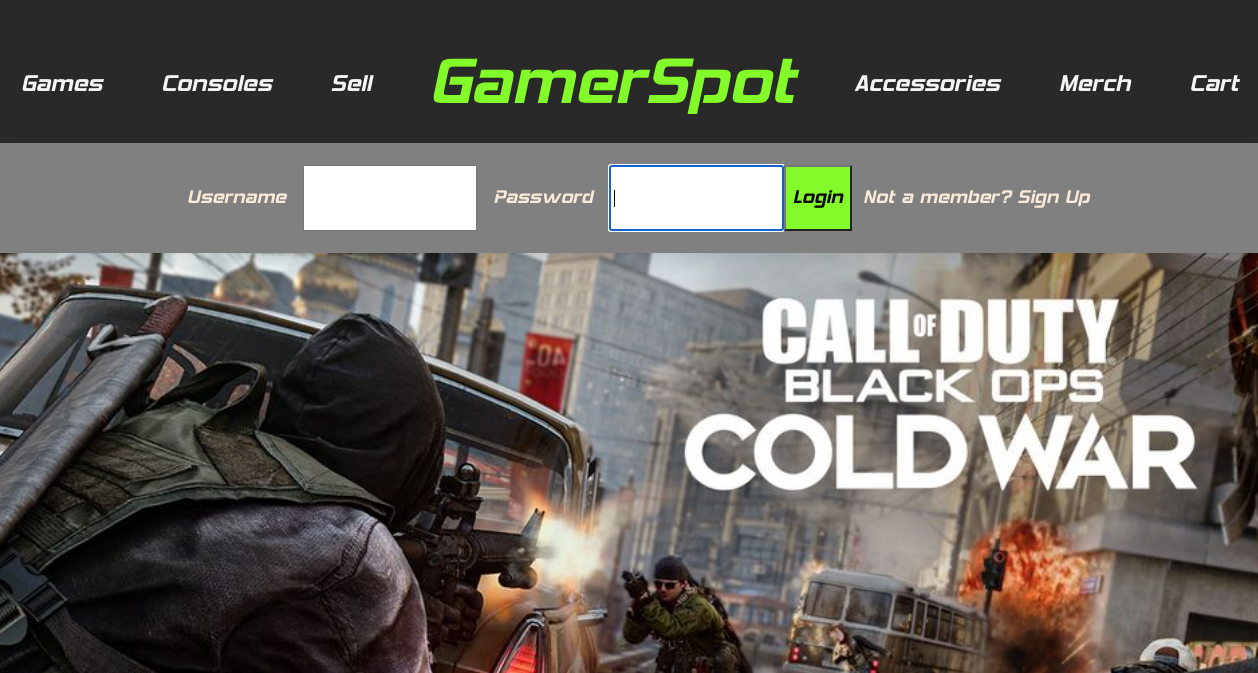 Games Consoles Sell GamerSpot Accessories Merch Cart
Username Password Login Not a member? Sign Up
CALL OF DUTY
BLACK OPS
COLD WAR